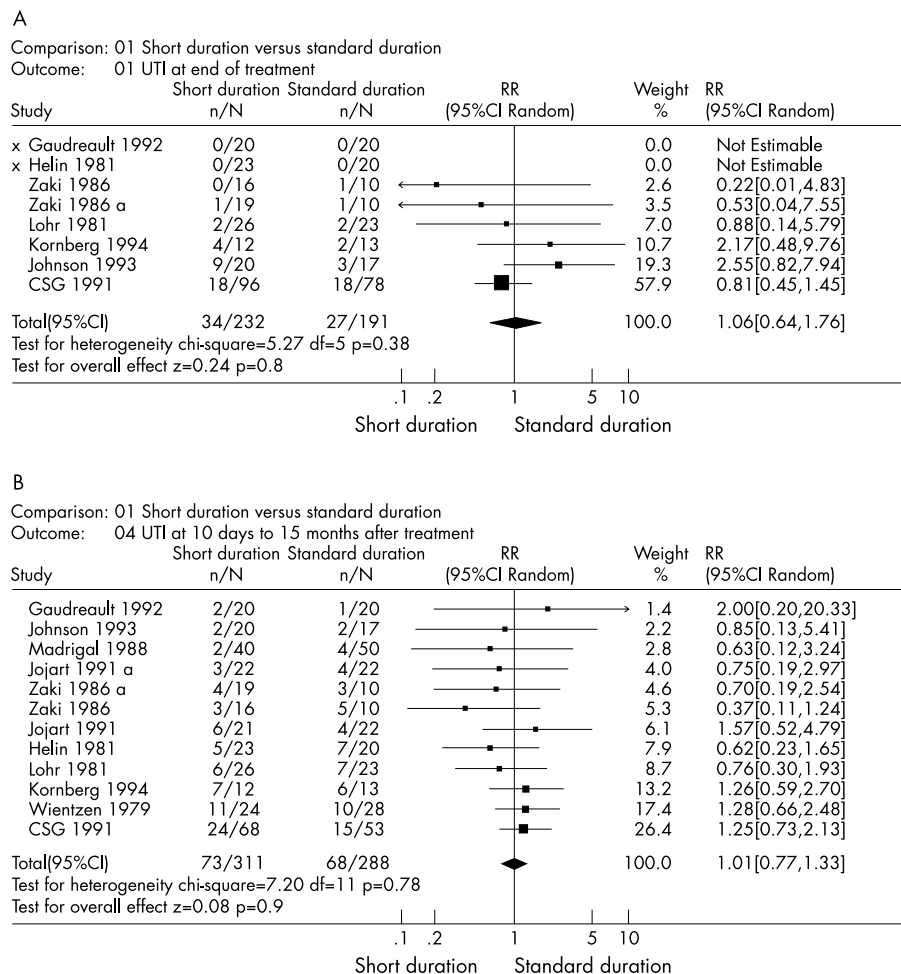 A
Comparison: 01 Short duration versus standard duration
Outcome: 01 UTI at end of treatment
Short duration Standard duration RR Weight RR
Study n/N n/N (95%CI Random) % (95%CI Random)
x Gaudreault 1992 0/20 0/20 0.0 Not Estimable
x Helin 1981 0/23 0/20 0.0 Not Estimable
Zaki 1986 0/16 1/10 2.6 0.22[0.01,4.83]
Zaki 1986 a 1/19 1/10 3.5 0.53[0.04,7.55]
Lohr 1981 2/26 2/23 7.0 0.88[0.14,5.79]
Kornberg 1994 4/12 2/13 10.7 2.17[0.48,9.76]
Johnson 1993 9/20 3/17 19.3 2.55[0.82,7.94]
CSG 1991 18/96 18/78 57.9 0.81[0.45,1.45]
Total(95%CI) 34/232 27/191 100.0 1.06[0.64,1.76]
Test for heterogeneity chi-square=5.27 df=5 p=0.38
Test for overall effect z=0.24 p=0.8
.1 .2 1 5 10
Short duration Standard duration
B
Comparison: 01 Short duration versus standard duration
Outcome: 04 UTI at 10 days to 15 months after treatment
Short duration Standard duration RR Weight RR
Study n/N n/N (95%CI Random) % (95%CI Random)
Gaudreault 1992 2/20 1/20 1.4 2.00[0.20,20.33]
Johnson 1993 2/20 2/17 2.2 0.85[0.13,5.41]
Madrigal 1988 2/40 4/50 2.8 0.63[0.12,3.24]
Jojart 1991 a 3/22 4/22 4.0 0.75[0.19,2.97]
Zaki 1986 a 4/19 3/10 4.6 0.70[0.19,2.54]
Zaki 1986 3/16 5/10 5.3 0.37[0.11,1.24]
Jojart 1991 6/21 4/22 6.1 1.57[0.52,4.79]
Helin 1981 5/23 7/20 7.9 0.62[0.23,1.65]
Lohr 1981 6/26 7/23 8.7 0.76[0.30,1.93]
Kornberg 1994 7/12 6/13 13.2 1.26[0.59,2.70]
Wientzen 1979 11/24 10/28 17.4 1.28[0.66,2.48]
CSG 1991 24/68 15/53 26.4 1.25[0.73,2.13]
Total(95%CI) 73/311 68/288 100.0 1.01[0.77,1.33]
Test for heterogeneity chi-square=7.20 df=11 p=0.78
Test for overall effect z=0.08 p=0.9
.1 .2 1 5 10
Short duration Standard duration